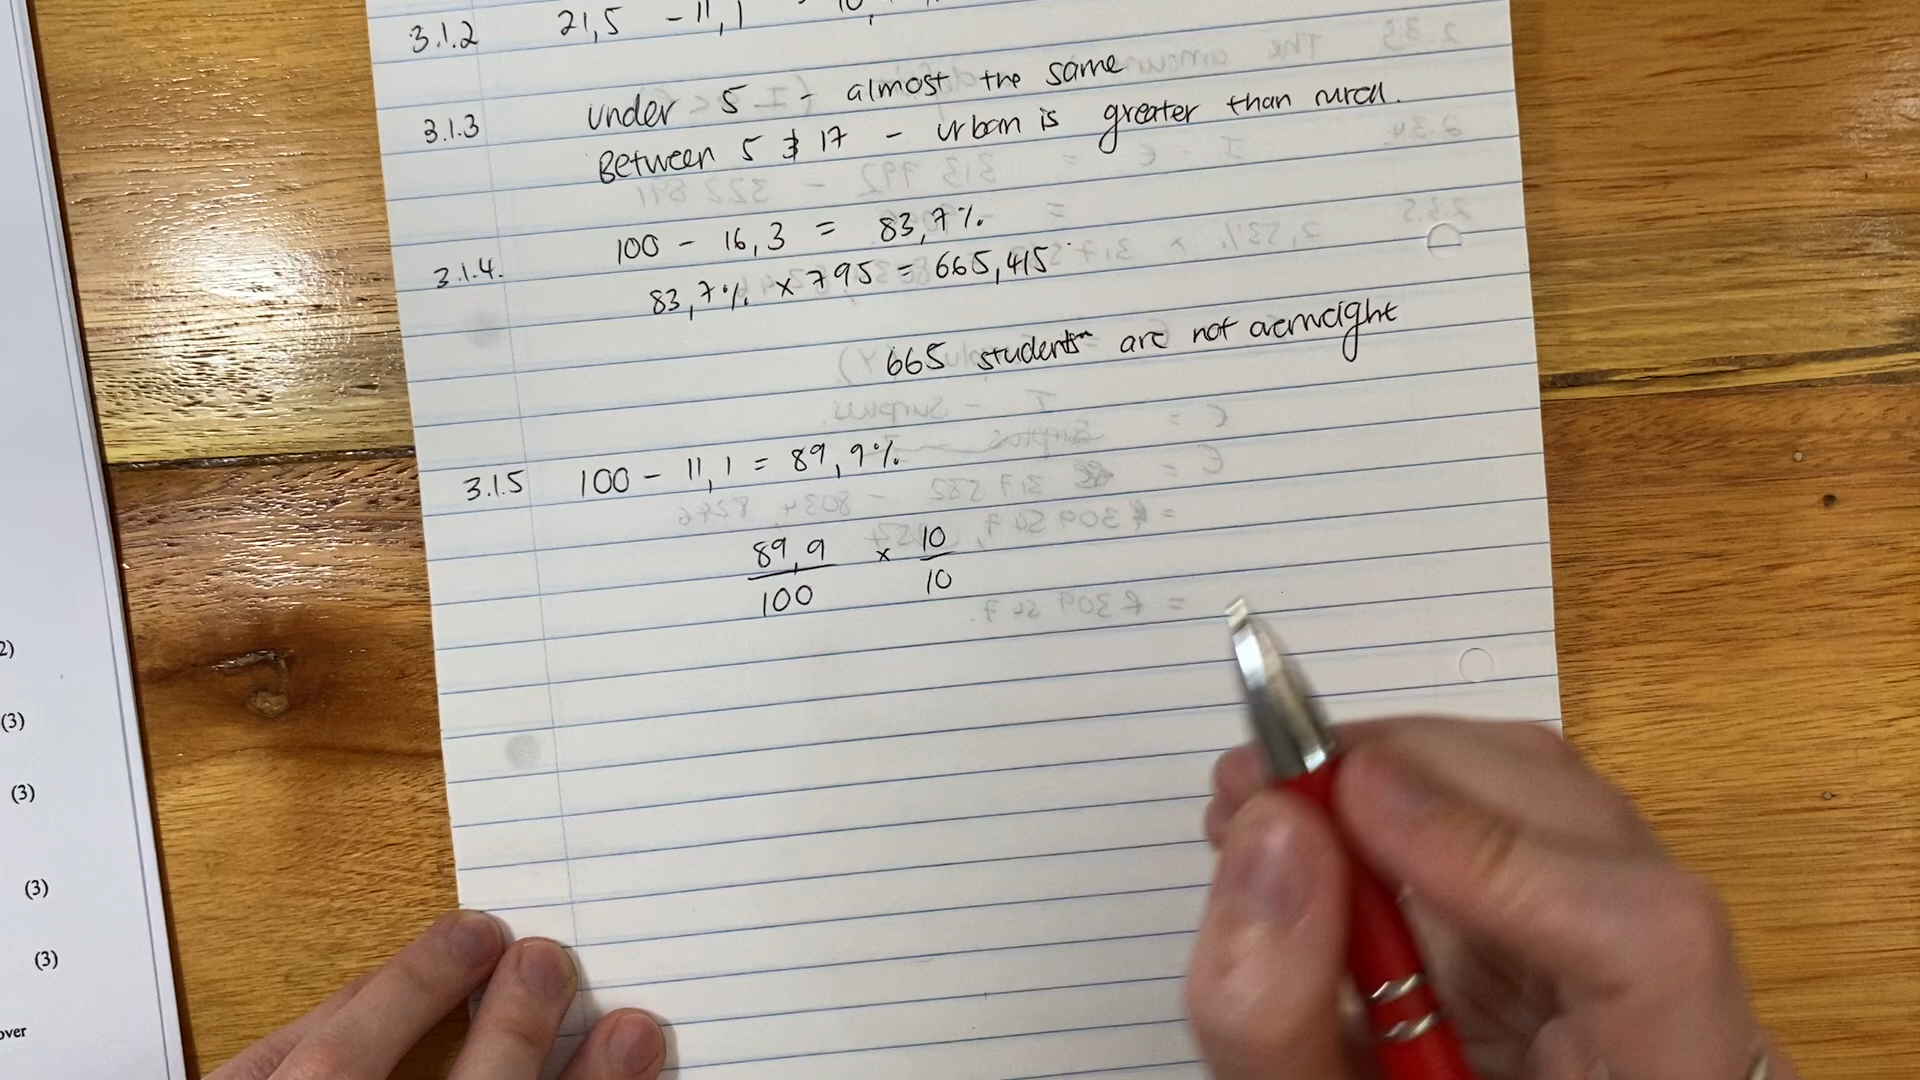 3.1.2 21,5 - 11,1
3.1.3 under 5 - almost the same
Between 5 & 17 - urban is greater than rural.
3.1.4. 100 - 16,3 = 83,7%
83,7% x 795 = 665,415
665 students are not overweight
3.1.5 100 - 11,1 = 89,9%
89,9 x 10
100 10
2)
(3)
(3)
(3)
(3)
over